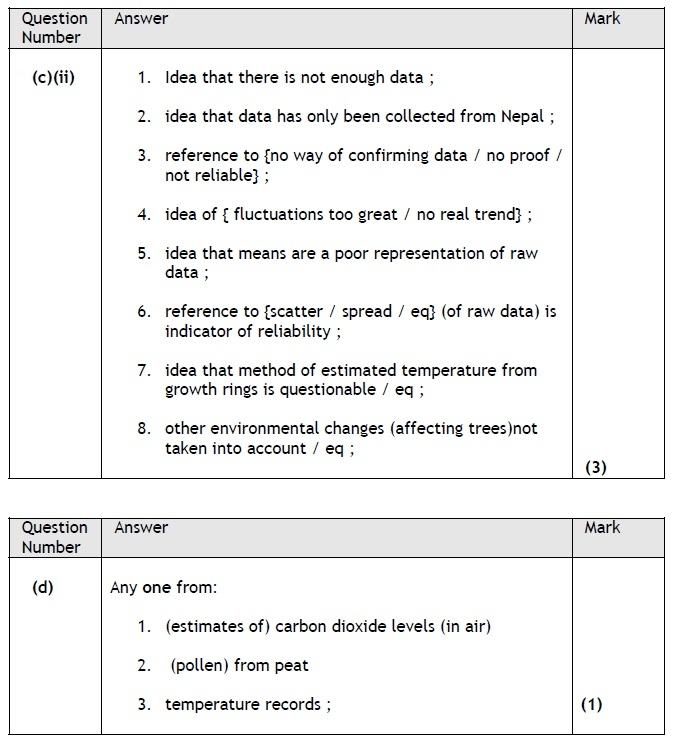 Question Number Answer Mark
(c)(ii)
1. Idea that there is not enough data ;
2. idea that data has only been collected from Nepal ;
3. reference to {no way of confirming data / no proof /
not reliable} ;
4. idea of { fluctuations too great / no real trend} ;
5. idea that means are a poor representation of raw
data ;
6. reference to {scatter / spread / eq} (of raw data) is
indicator of reliability ;
7. idea that method of estimated temperature from
growth rings is questionable / eq ;
8. other environmental changes (affecting trees)not
taken into account / eq ;
(3)
Question Number Answer Mark
(d) Any one from:
1. (estimates of) carbon dioxide levels (in air)
2. (pollen) from peat
3. temperature records ; (1)